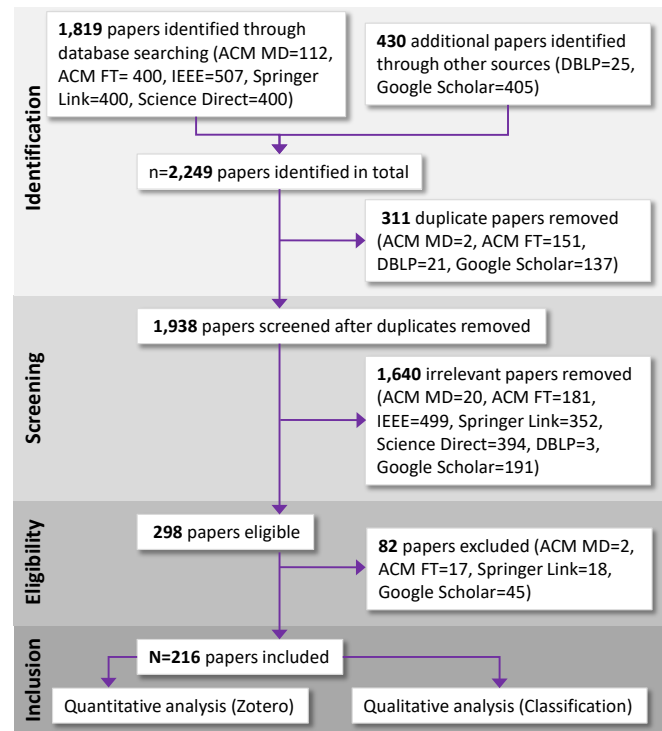 Identification
1,819 papers identified through
database searching (ACM MD=112,
ACM FT= 400, IEEE=507, Springer
Link=400, Science Direct=400)
430 additional papers identified
through other sources (DBLP=25,
Google Scholar=405)
n=2,249 papers identified in total
311 duplicate papers removed
(ACM MD=2, ACM FT=151,
DBLP=21, Google Scholar=137)
Screening
1,938 papers screened after duplicates removed
1,640 irrelevant papers removed
(ACM MD=20, ACM FT=181,
IEEE=499, Springer Link=352,
Science Direct=394, DBLP=3,
Google Scholar=191)
Eligibility
298 papers eligible
82 papers excluded (ACM MD=2,
ACM FT=17, Springer Link=18,
Google Scholar=45)
Inclusion
N=216 papers included
Quantitative analysis (Zotero)
Qualitative analysis (Classification)